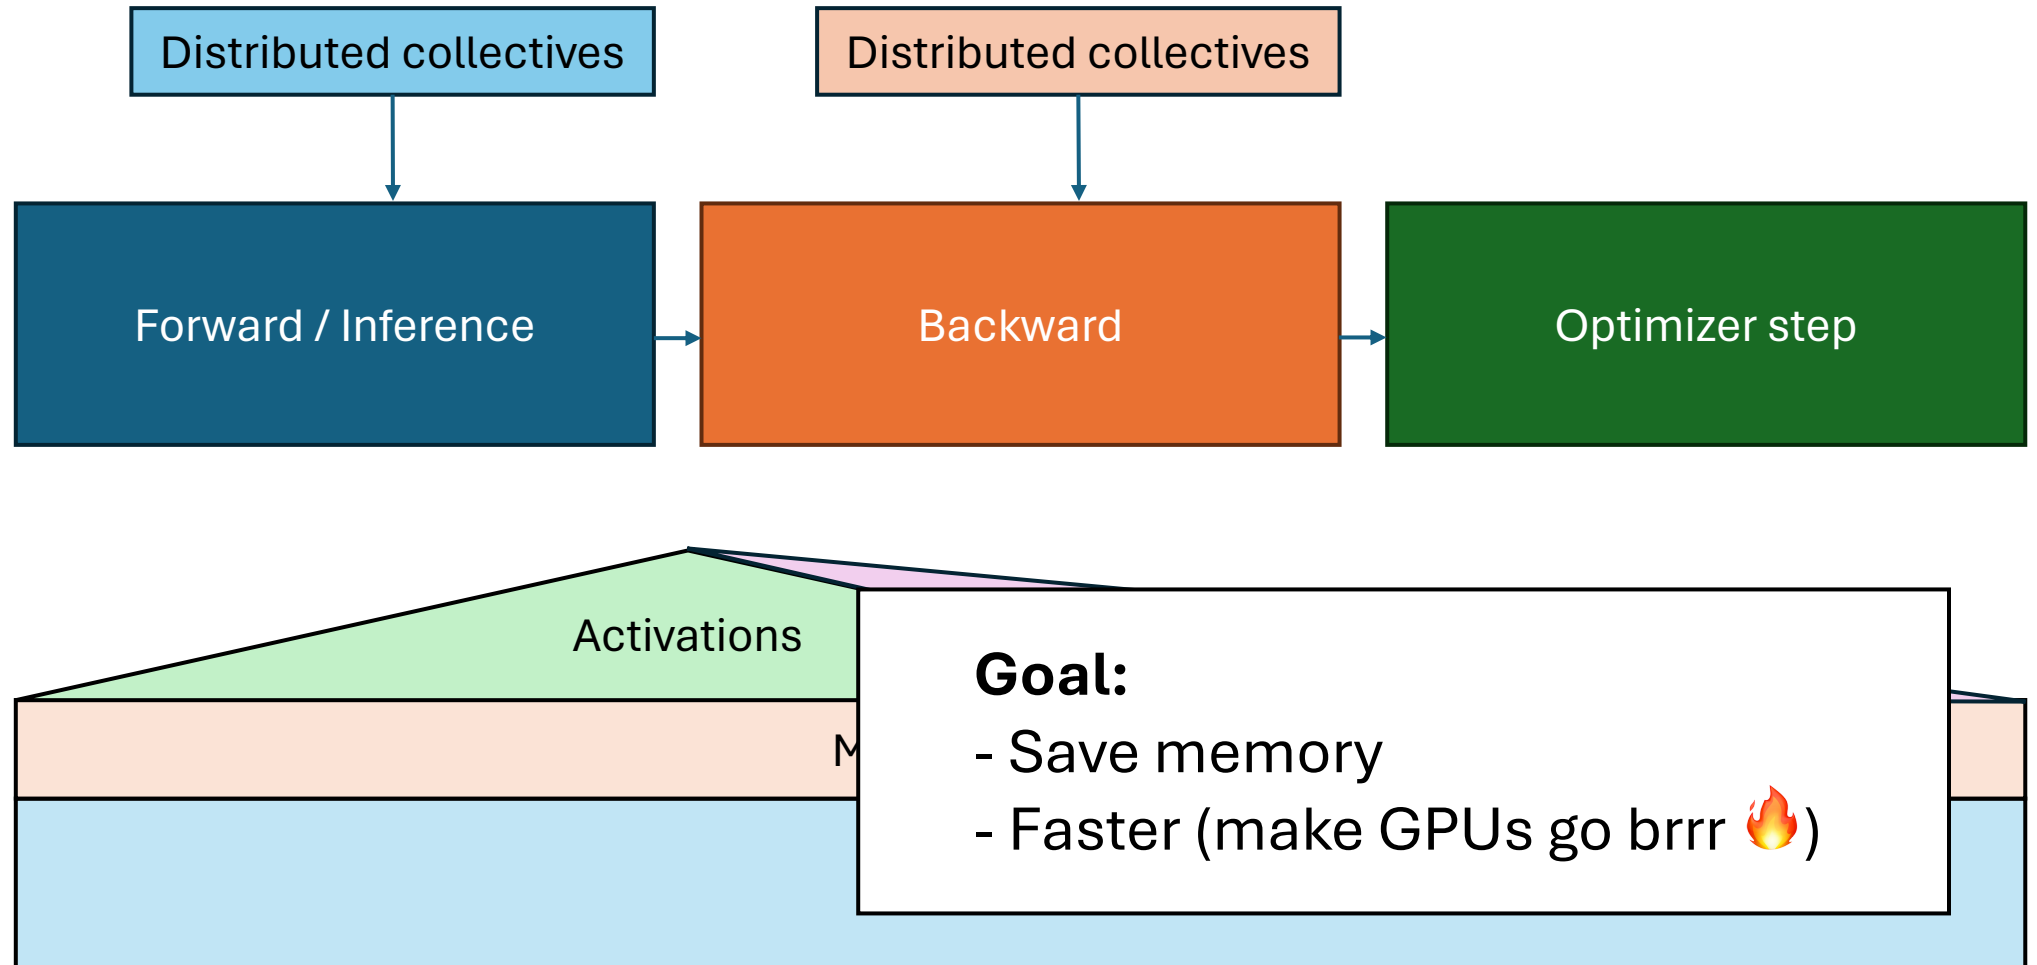 Distributed collectives
Distributed collectives
Forward / Inference
Backward
Optimizer step
Activations
Goal:
- Save memory
- Faster (make GPUs go brrr 🔥)